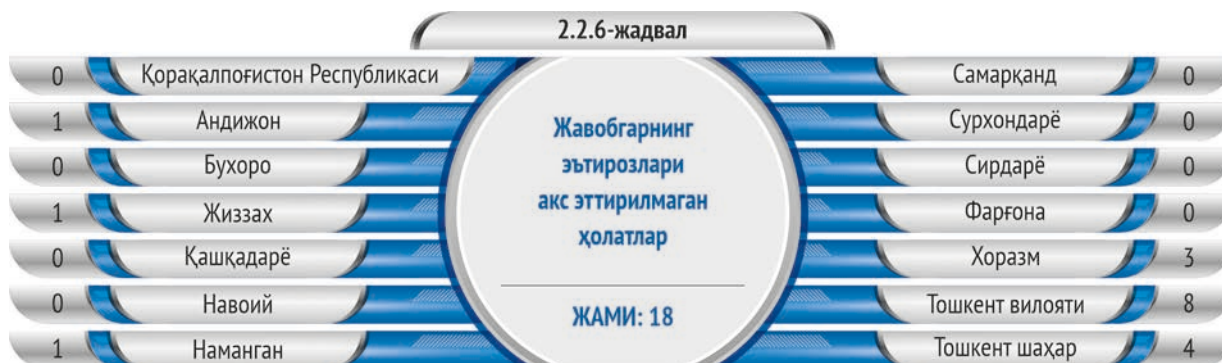 2.2.6-жадвал
0 Қорақалпоғистон Республикаси
1 Андижон
0 Бухоро
1 Жиззах
0 Қашқадарё
0 Навоий
1 Наманган
Жавобгарнинг
эътирозлари
акс эттирилмаган
ҳолатлар
ЖАМИ: 18
Самарқанд 0
Сурхондарё 0
Сирдарё 0
Фарғона 0
Хоразм 3
Тошкент вилояти 8
Тошкент шаҳар 4